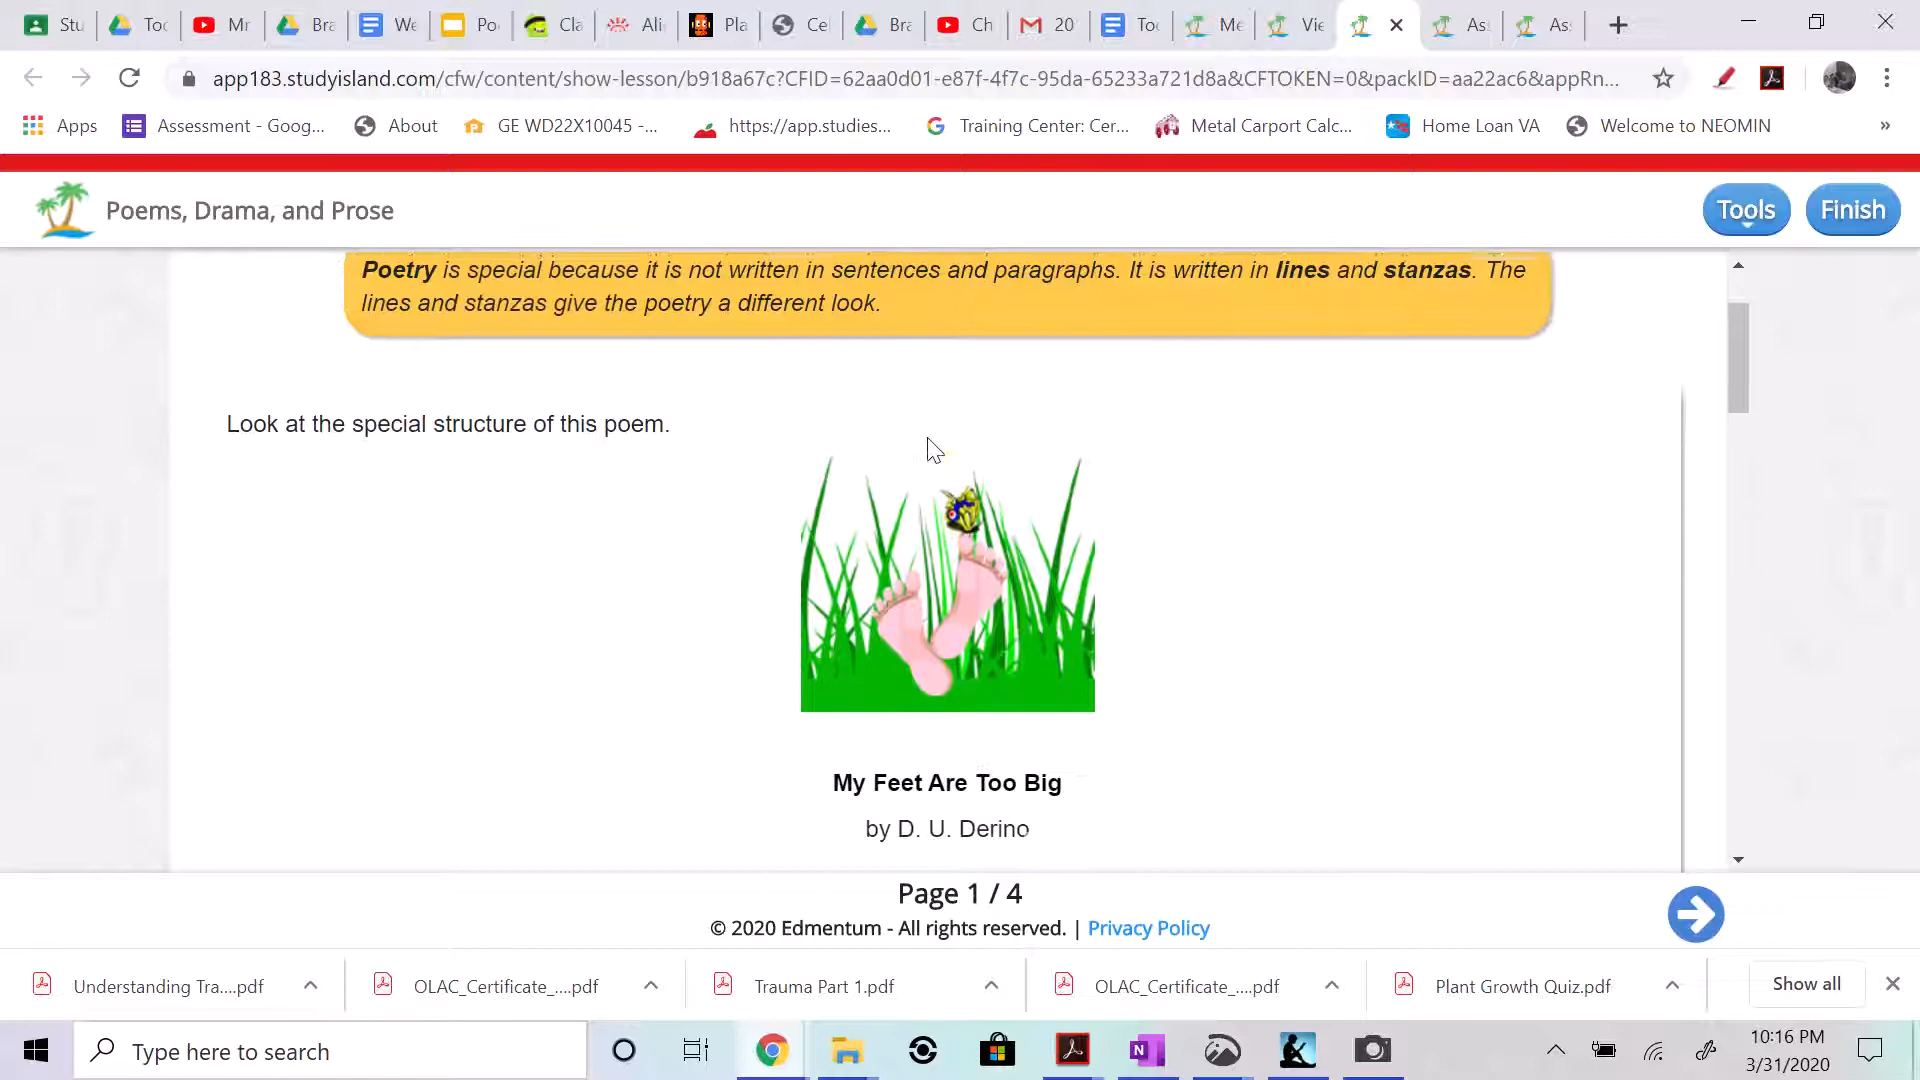 Stu
Too
Mr
Bra
We
Po
Cla
Ali
Pla
Ce
Bra
Ch
20
Too
Me
Vie
As
As
app183.studyisland.com/cfw/content/show-lesson/b918a67c?CFID=62aa0d01-e87f-4f7c-95da-65233a721d8a&CFTOKEN=0&packID=aa22ac6&appRn...
Apps
Assessment - Goog...
About
GE WD22X10045 -...
https://app.studies...
Training Center: Cer...
Metal Carport Calc...
Home Loan VA
Welcome to NEOMIN
»
Poems, Drama, and Prose
Tools
Finish
Poetry is special because it is not written in sentences and paragraphs. It is written in lines and stanzas. The
lines and stanzas give the poetry a different look.
Look at the special structure of this poem.
My Feet Are Too Big
by D. U. Derino
Page 1 / 4
© 2020 Edmentum - All rights reserved. | Privacy Policy
Understanding Tra....pdf
OLAC_Certificate_....pdf
Trauma Part 1.pdf
OLAC_Certificate_....pdf
Plant Growth Quiz.pdf
Show all
Type here to search
10:16 PM
3/31/2020